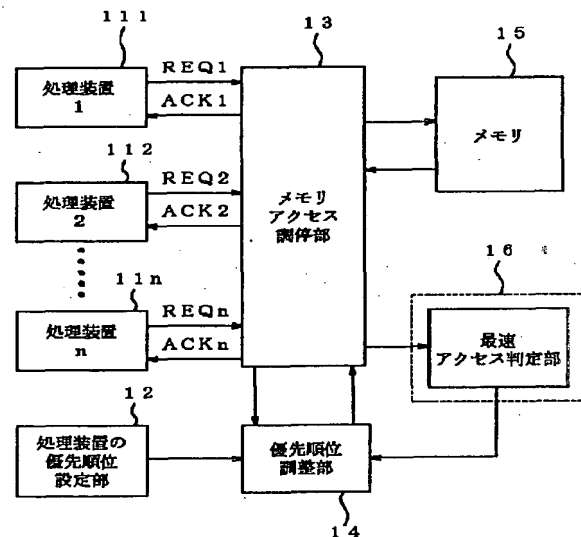 111
処理装置
1
REQ1
ACK1
112
処理装置
2
REQ2
ACK2
11n
処理装置
n
REQn
ACKn
12
処理装置の
優先順位
設定部
13
メモリ
アクセス
調停部
14
優先順位
調整部
15
メモリ
16
最速
アクセス判定部